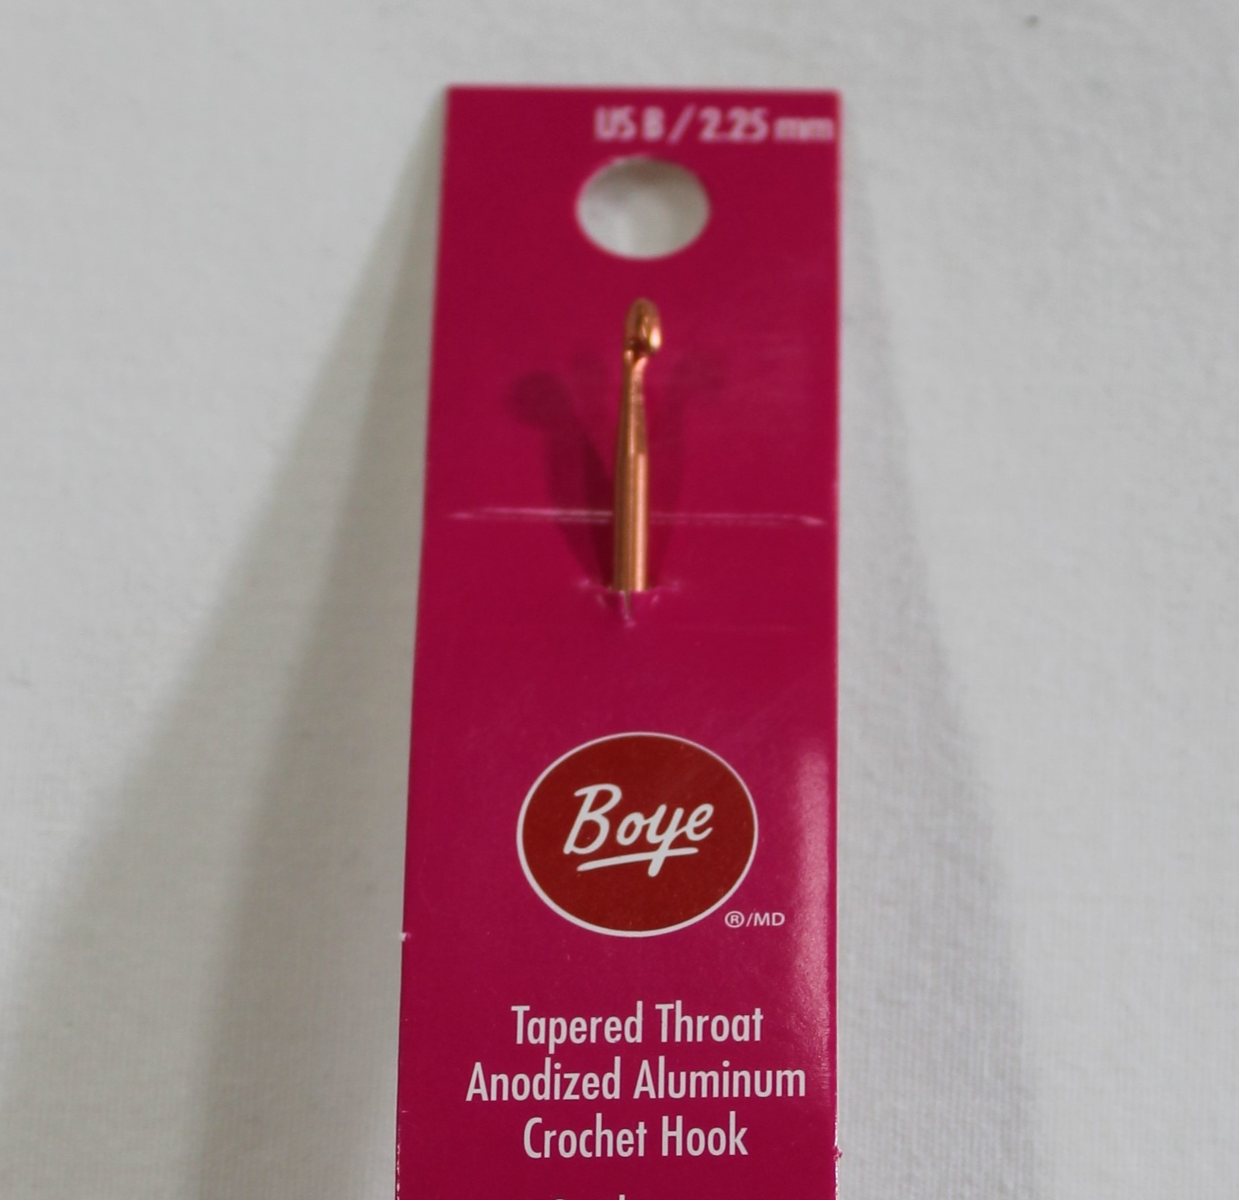 US B / 2.25 mm
Boye
®/MD
Tapered Throat
Anodized Aluminum
Crochet Hook